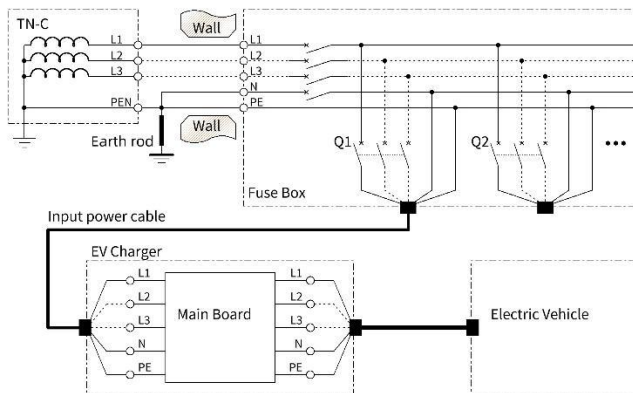 TN-C
L1
L2
L3
PEN
Earth rod
Wall
Wall
L1
L2
L3
N
PE
Q1
Q2
Fuse Box
Input power cable
EV Charger
L1
L2
L3
N
PE
Main Board
L1
L2
L3
N
PE
Electric Vehicle